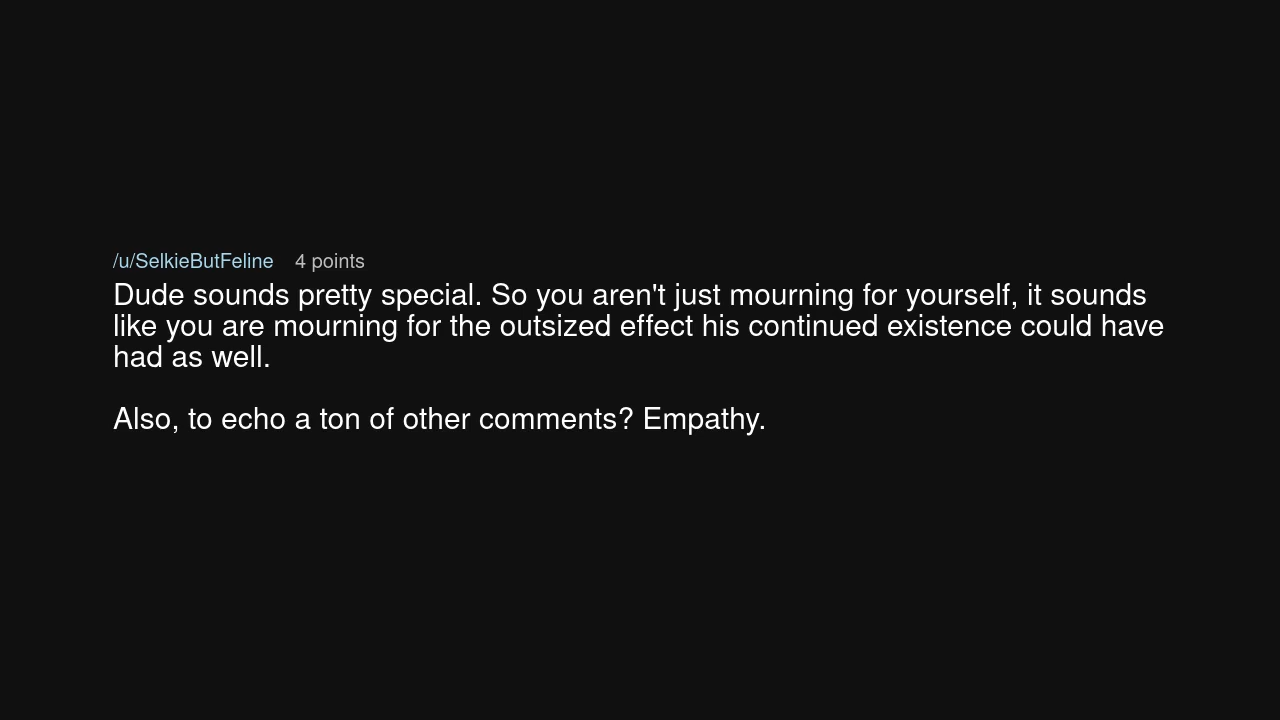 /u/SelkieButFeline 4 points
Dude sounds pretty special. So you aren't just mourning for yourself, it sounds
like you are mourning for the outsized effect his continued existence could have
had as well.
Also, to echo a ton of other comments? Empathy.